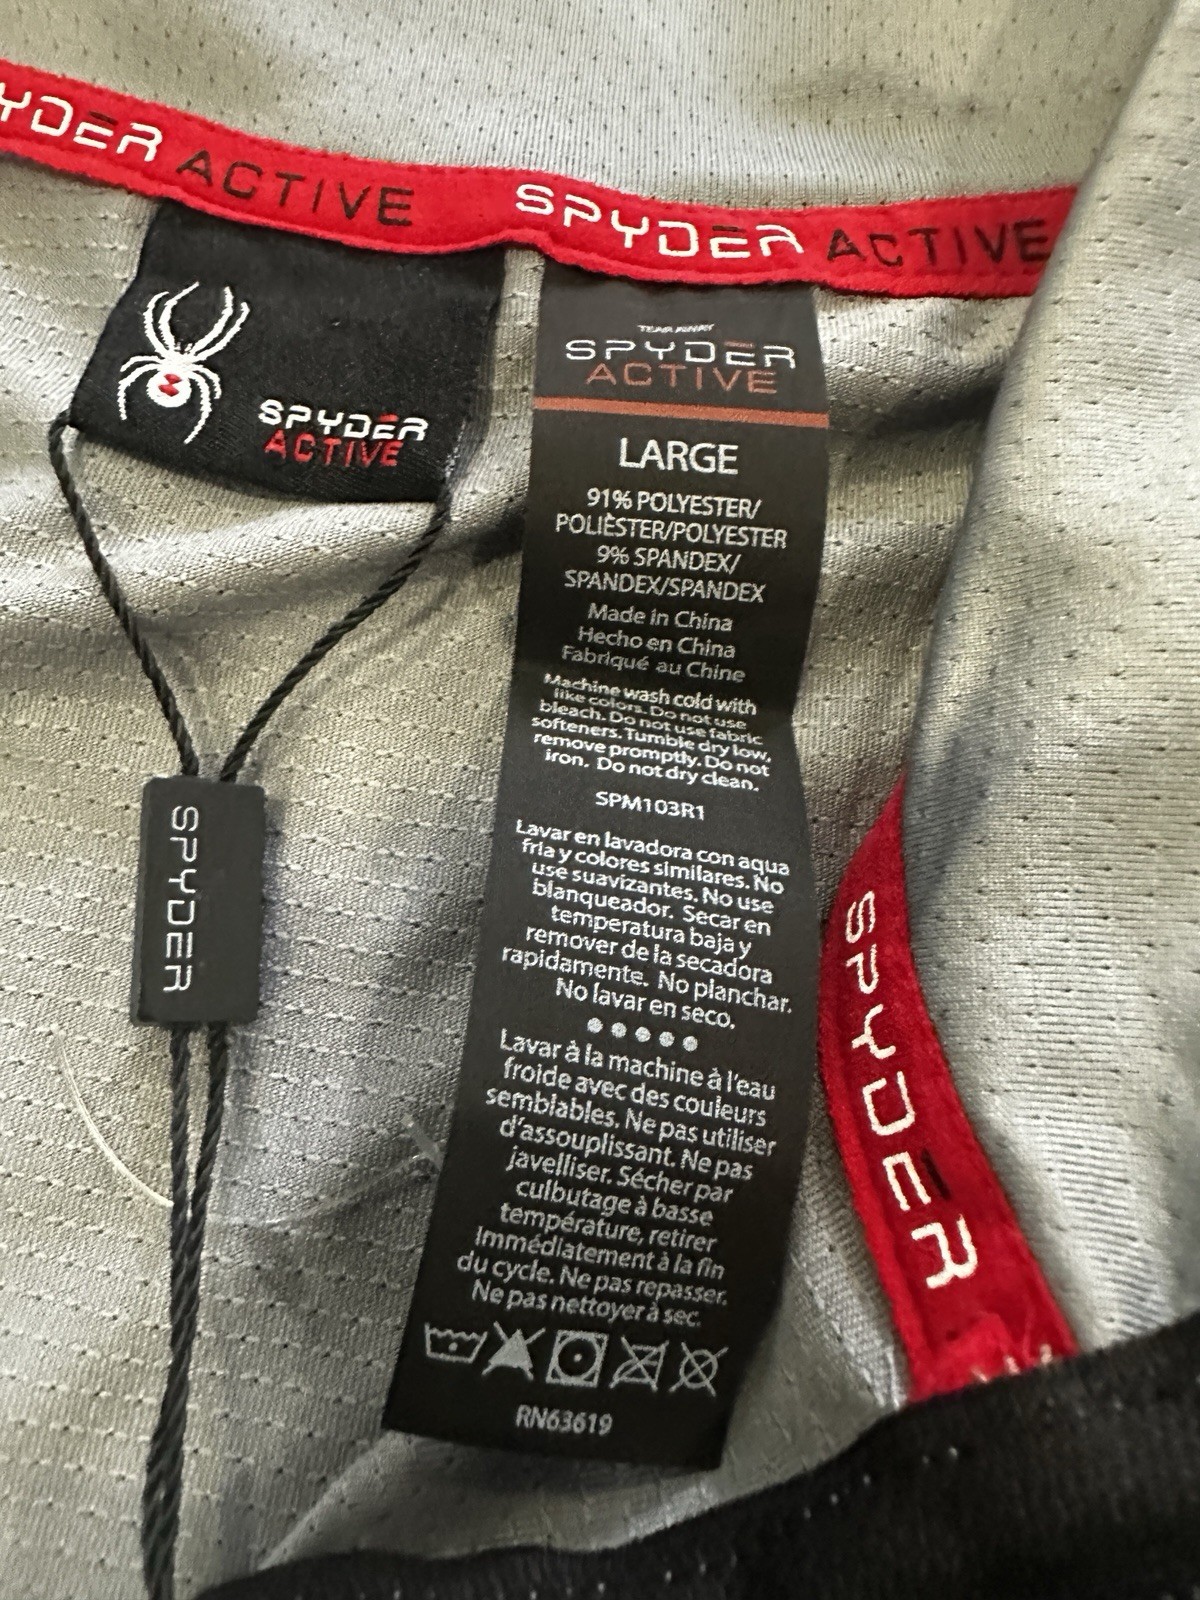 YDER ACTIVE SPYDER ACTIVE
SPYDER
ACTIVE
TEAR AWAY
SPYDER
ACTIVE
LARGE
91% POLYESTER/
POLIÈSTER/POLYESTER
9% SPANDEX/
SPANDEX/SPANDEX
Made in China
Hecho en China
Fabriqué au Chine
Machine wash cold with
like colors. Do not use
bleach. Do not use fabric
softeners. Tumble dry low,
remove promptly. Do not
iron. Do not dry clean.
SPM103R1
Lavar en lavadora con aqua
fria y colores similares. No
use suavizantes. No use
blanqueador. Secar en
temperatura baja y
remover de la secadora
rapidamente. No planchar.
No lavar en seco.
Lavar à la machine à l'eau
froide avec des couleurs
semblables. Ne pas utiliser
d'assouplissant. Ne pas
javelliser. Sécher par
culbutage à basse
température, retirer
immédiatement à la fin
du cycle. Ne pas repasser.
Ne pas nettoyer à sec.
RN63619
SPYDER
SPYDER